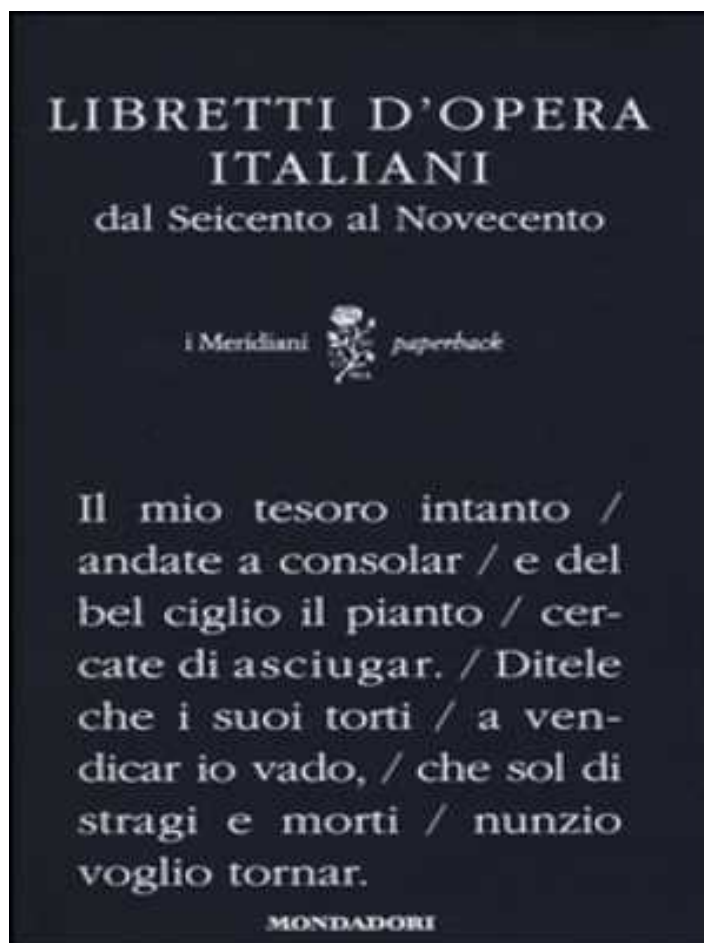 LIBRETTI D'OPERA
ITALIANI
dal Seicento al Novecento
i Meridiani paperback
Il mio tesoro intanto /
andate a consolar / e del
bel ciglio il pianto / cer-
cate di asciugar. / Ditele
che i suoi torti / a ven-
dicar io vado, / che sol di
stragi e morti / nunzio
voglio tornar.
MONDADORI